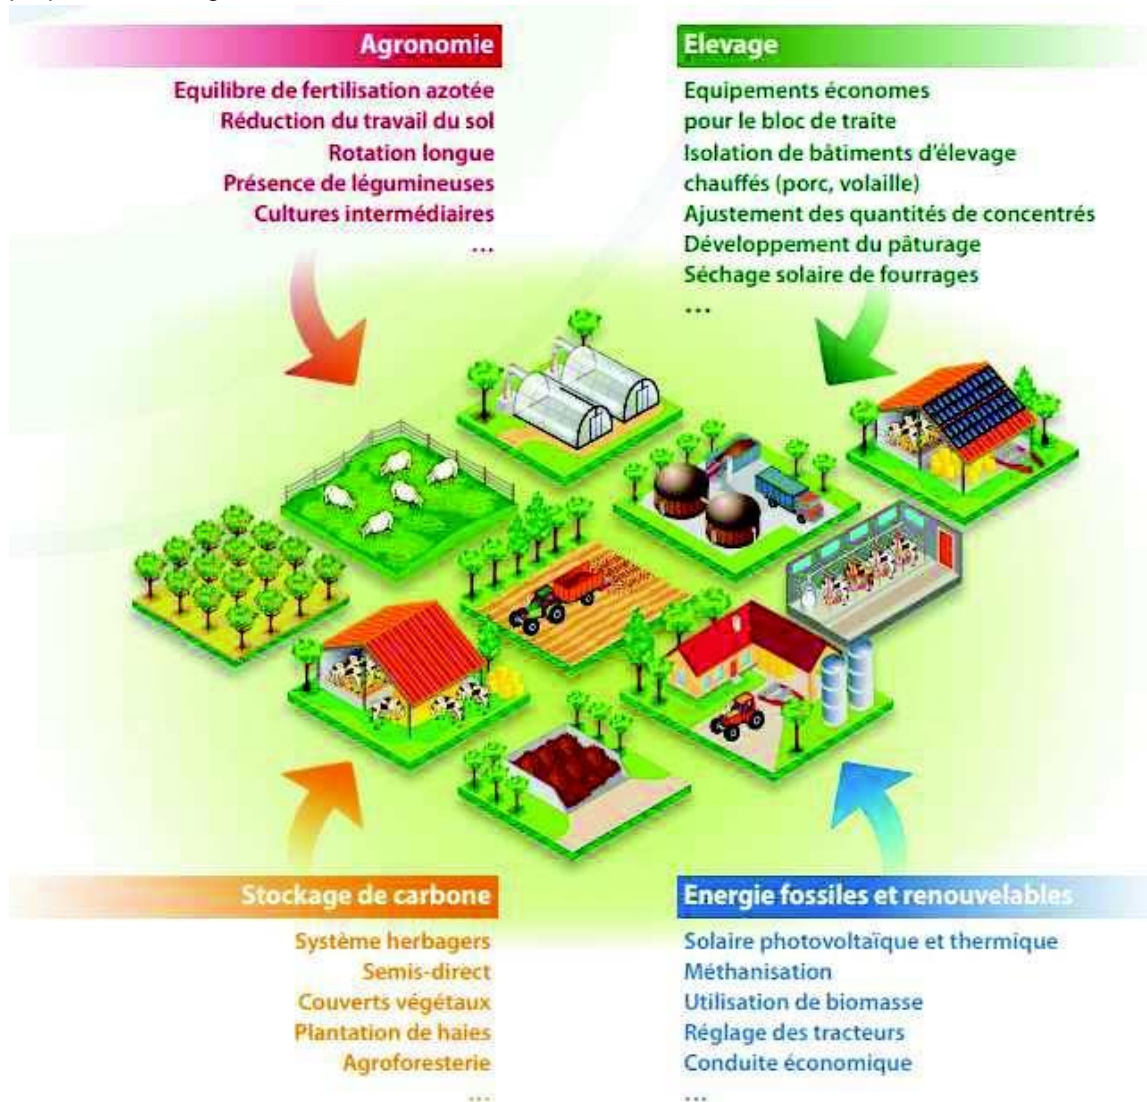 Agronomie
Equilibre de fertilisation azotée
Réduction du travail du sol
Rotation longue
Présence de légumineuses
Cultures intermédiaires
...
Elevage
Equipements économes
pour le bloc de traite
Isolation de bâtiments d'élevage
chauffés (porc, volaille)
Ajustement des quantités de concentrés
Développement du pâturage
Séchage solaire de fourrages
...
Stockage de carbone
Système herbagers
Semis-direct
Couverts végétaux
Plantation de haies
Agroforesterie
...
Energie fossiles et renouvelables
Solaire photovoltaïque et thermique
Méthanisation
Utilisation de biomasse
Réglage des tracteurs
Conduite économique
...